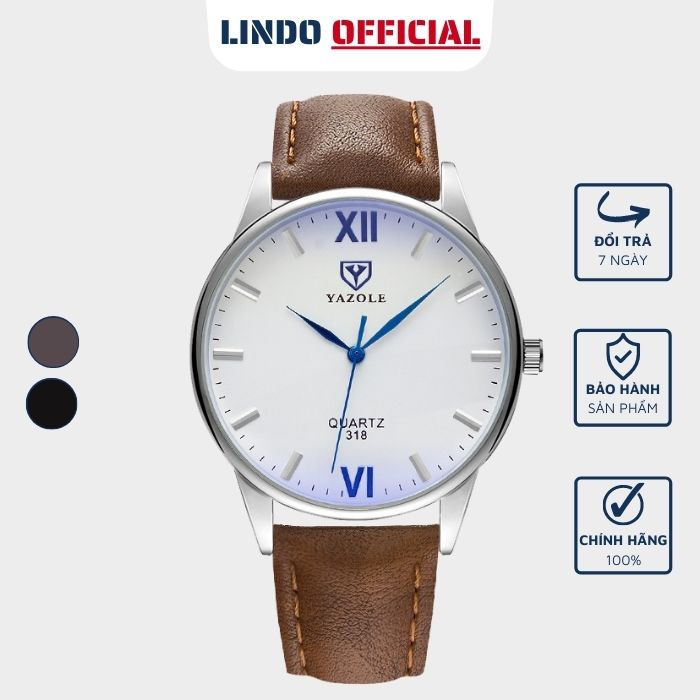 LINDO OFFICIAL
XII
YAZOLE
QUARTZ
318
VI
ĐỔI TRẢ
7 NGÀY
BẢO HÀNH
SẢN PHẨM
CHÍNH HÃNG
100%